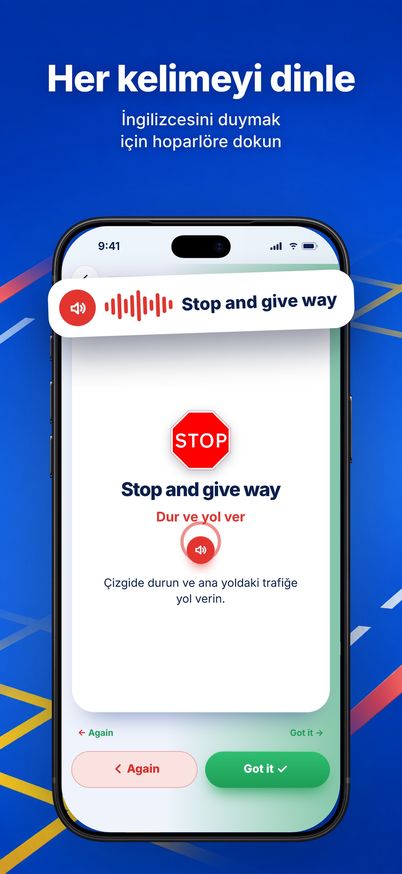 Her kelimeyi dinle
İngilizcesini duymak
için hoparlöre dokun
9:41
Stop and give way
STOP
Stop and give way
Dur ve yol ver
Çizgide durun ve ana yoldaki trafiğe
yol verin.
← Again Got it →
Again Got it ✓